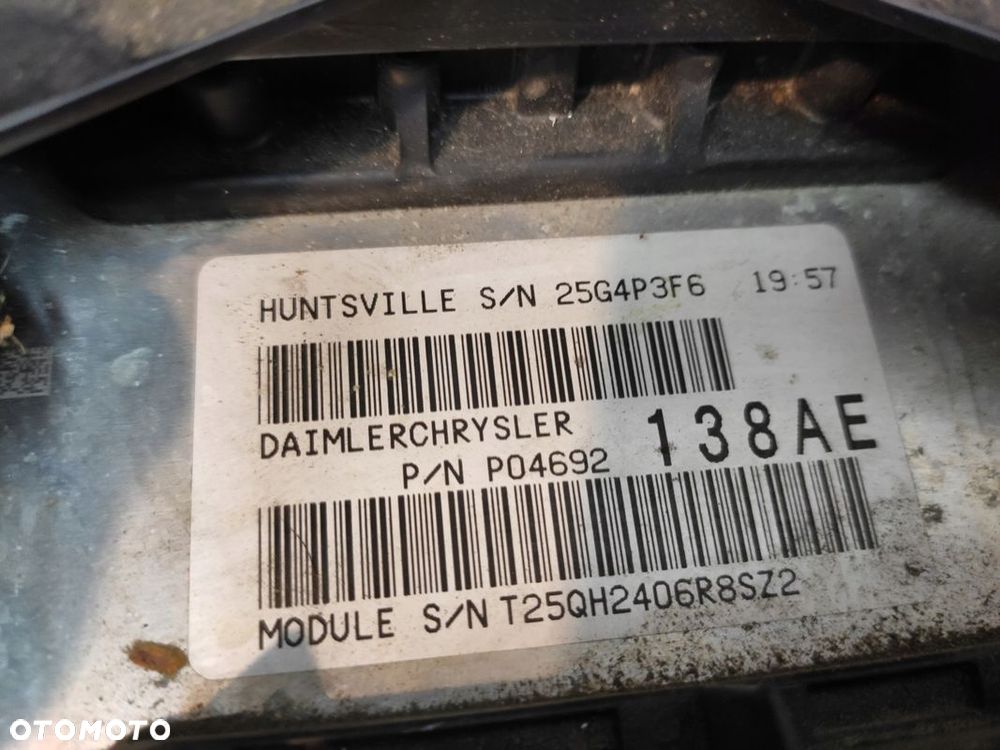 HUNTSVILLE S/N 25G4P3F6 19:57
DAIMLERCHRYSLER
P/N P04692 138AE
MODULE S/N T25QH2406R8SZ2
OTOMOTO